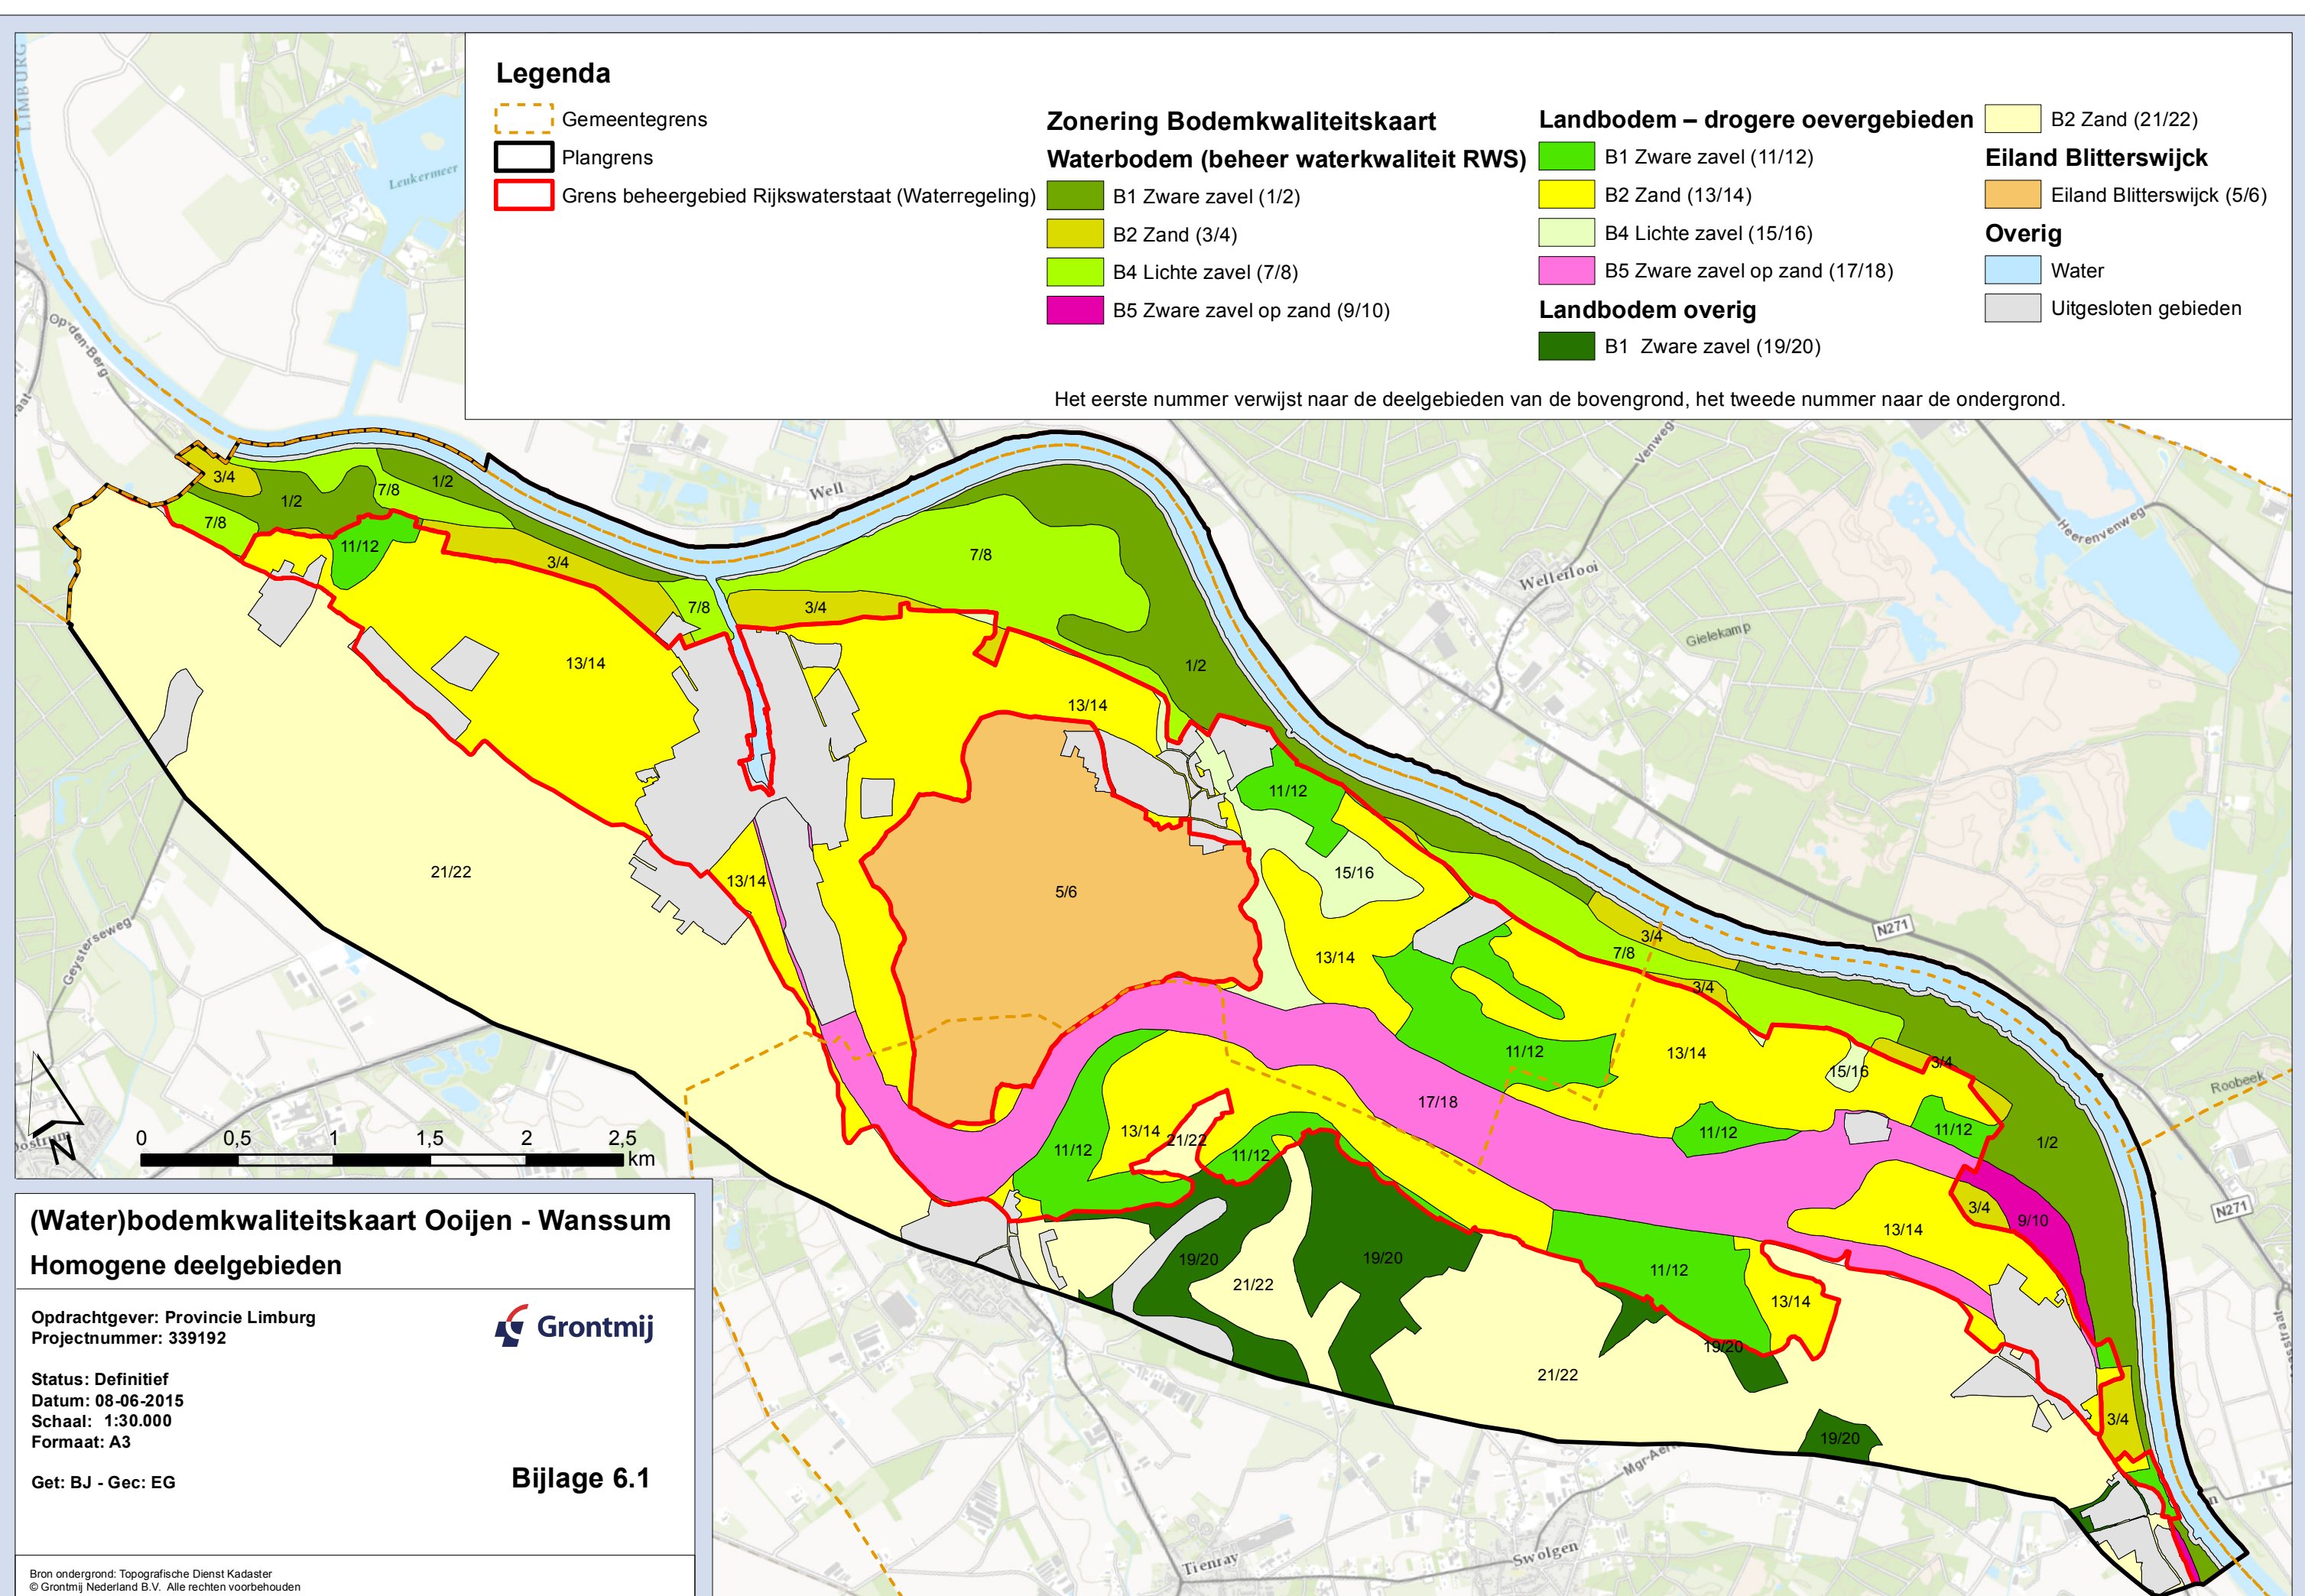 Legenda
Gemeentegrens
Plangrens
Grens beheergebied Rijkswaterstaat (Waterregeling)
Zonering Bodemkwaliteitskaart
Waterbodem (beheer waterkwaliteit RWS)
B1 Zware zavel (1/2)
B2 Zand (3/4)
B4 Lichte zavel (7/8)
B5 Zware zavel op zand (9/10)
Landbodem – drogere oevergebieden
B1 Zware zavel (11/12)
B2 Zand (13/14)
B4 Lichte zavel (15/16)
B5 Zware zavel op zand (17/18)
Landbodem overig
B1 Zware zavel (19/20)
B2 Zand (21/22)
Eiland Blitterswijck
Eiland Blitterswijck (5/6)
Overig
Water
Uitgesloten gebieden
Het eerste nummer verwijst naar de deelgebieden van de bovengrond, het tweede nummer naar de ondergrond.
LIMBURG
Leukermeer
Op den-Berg
Well
Wellerlooi
Gielekamp
Venweg
Heerenvenweg
N271
Roobeek
N271
Geysterseweg
Oostrum
Tienray
Swolgen
3/4
1/2
7/8
1/2
7/8
11/12
3/4
7/8
3/4
7/8
1/2
13/14
13/14
11/12
21/22
13/14
5/6
15/16
13/14
3/4
7/8
3/4
11/12
13/14
15/16
3/4
17/18
11/12
11/12
1/2
13/14
21/22
11/12
11/12
3/4
9/10
13/14
19/20
21/22
19/20
11/12
13/14
19/20
21/22
19/20
3/4
0 0,5 1 1,5 2 2,5
km
N
(Water)bodemkwaliteitskaart Ooijen - Wanssum
Homogene deelgebieden
Opdrachtgever: Provincie Limburg
Projectnummer: 339192
Grontmij
Status: Definitief
Datum: 08-06-2015
Schaal: 1:30.000
Formaat: A3
Get: BJ - Gec: EG
Bijlage 6.1
Bron ondergrond: Topografische Dienst Kadaster
© Grontmij Nederland B.V. Alle rechten voorbehouden